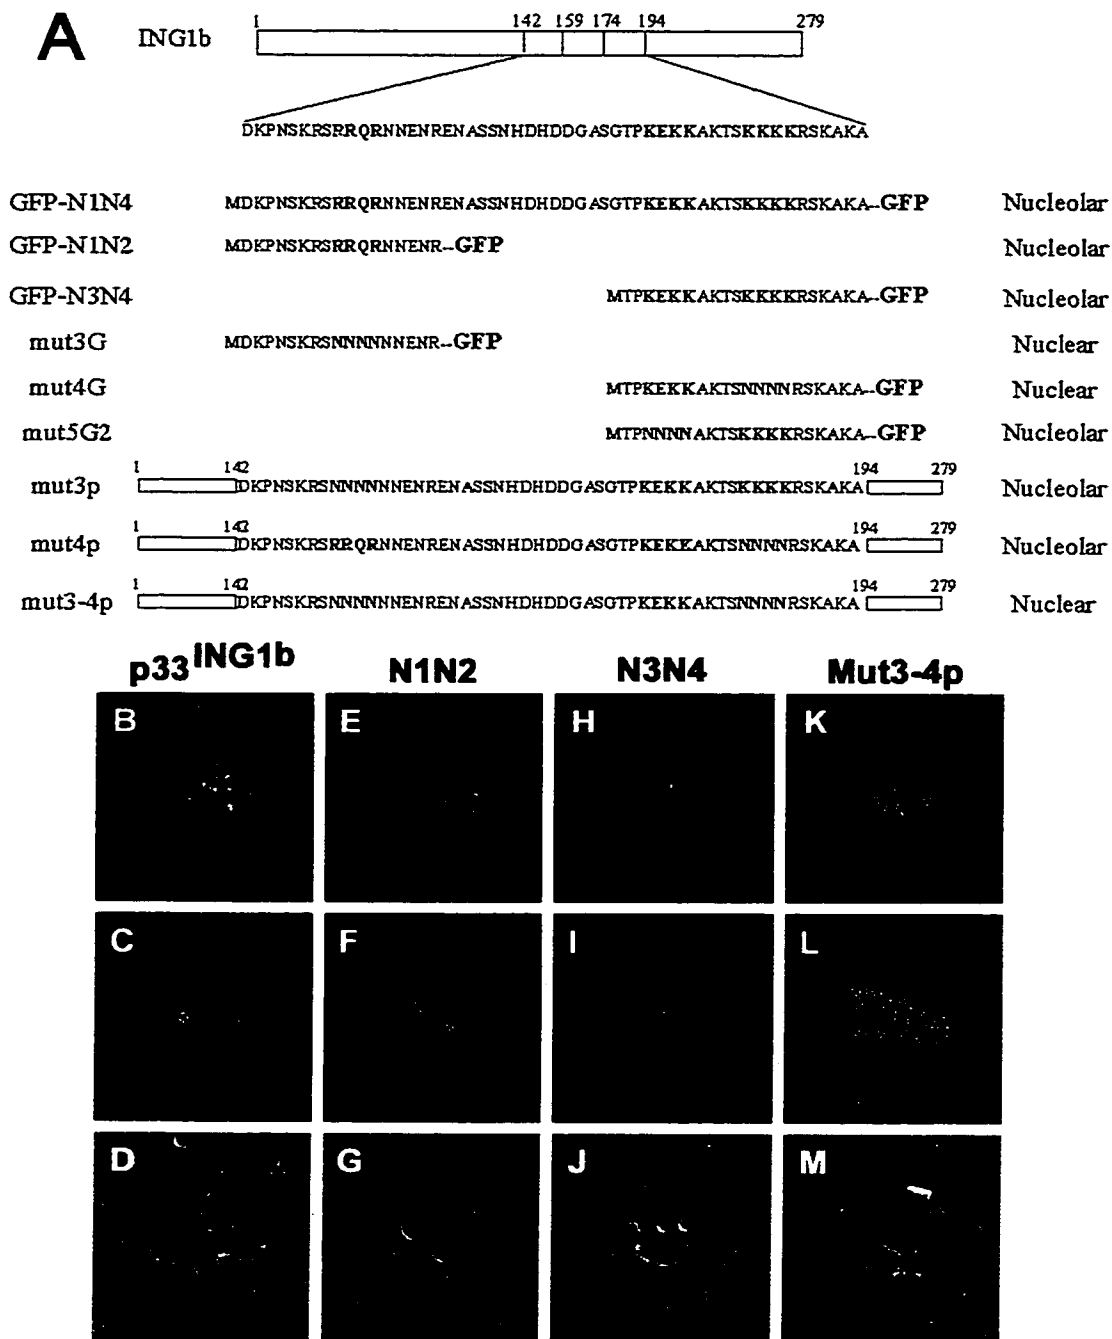 A
ING1b
1 142 159 174 194 279
DKPNSKRSRRQRNNENRENASSNHDHDDGASGTPKEKKAKTSKKKKRSKAKA
GFP-N1N4 MDKPNSKRSRRQRNNENRENASSNHDHDDGASGTPKEKKAKTSKKKKRSKAKA--GFP Nucleolar
GFP-N1N2 MDKPNSKRSRRQRNNENR--GFP Nucleolar
GFP-N3N4 MTPKEKKAKTSKKKKRSKAKA--GFP Nucleolar
mut3G MDKPNSKRSNNNNNNENR--GFP Nuclear
mut4G MTPKEKKAKTSNNNNRSKAKA--GFP Nuclear
mut5G2 MTPNNNNAKTSKKKKRSKAKA--GFP Nucleolar
1 142 194 279
mut3p DKPNSKRSNNNNNNENRENASSNHDHDDGASGTPKEKKAKTSKKKKRSKAKA Nucleolar
1 142 194 279
mut4p DKPNSKRSRRQRNNENRENASSNHDHDDGASGTPKEKKAKTSNNNNRSKAKA Nucleolar
1 142 194 279
mut3-4p DKPNSKRSNNNNNNENRENASSNHDHDDGASGTPKEKKAKTSNNNNRSKAKA Nuclear
p33ING1b N1N2 N3N4 Mut3-4p
B E H K
C F I L
D G J M